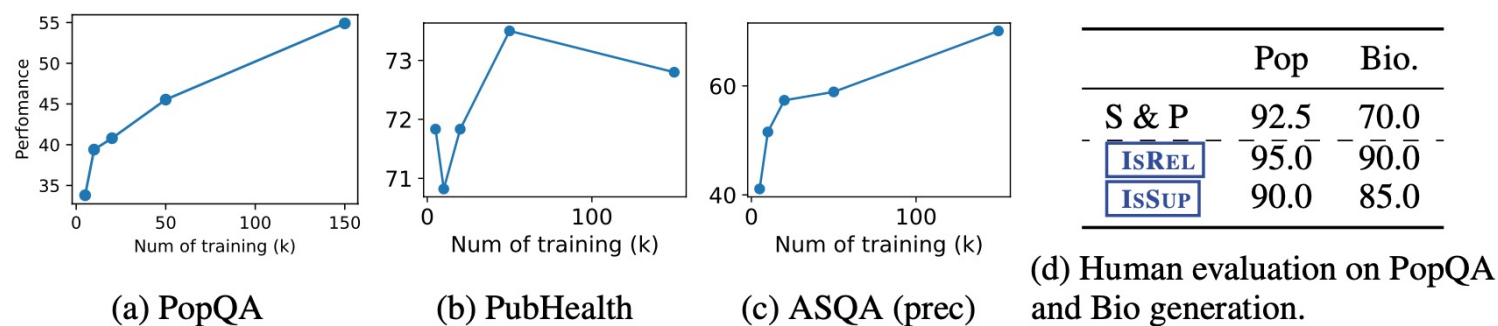 55
50
45
40
35
Perfomance
0 50 100 150
Num of training (k)
(a) PopQA
73
72
71
0 100
Num of training (k)
(b) PubHealth
60
40
0 100
Num of training (k)
(c) ASQA (prec)
Pop Bio.
S & P 92.5 70.0
ISREL 95.0 90.0
ISSUP 90.0 85.0
(d) Human evaluation on PopQA
and Bio generation.